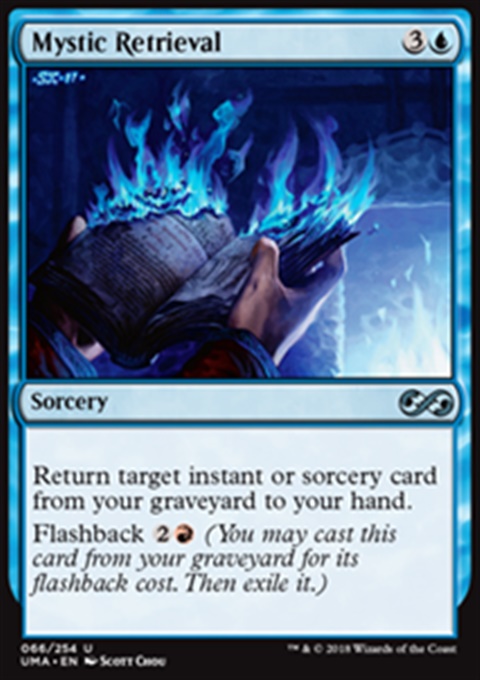 Mystic Retrieval 3
Sorcery
Return target instant or sorcery card
from your graveyard to your hand.
Flashback 2 (You may cast this
card from your graveyard for its
flashback cost. Then exile it.)
066/254 U
UMA • EN Scott Chou
™ & © 2018 Wizards of the Coast